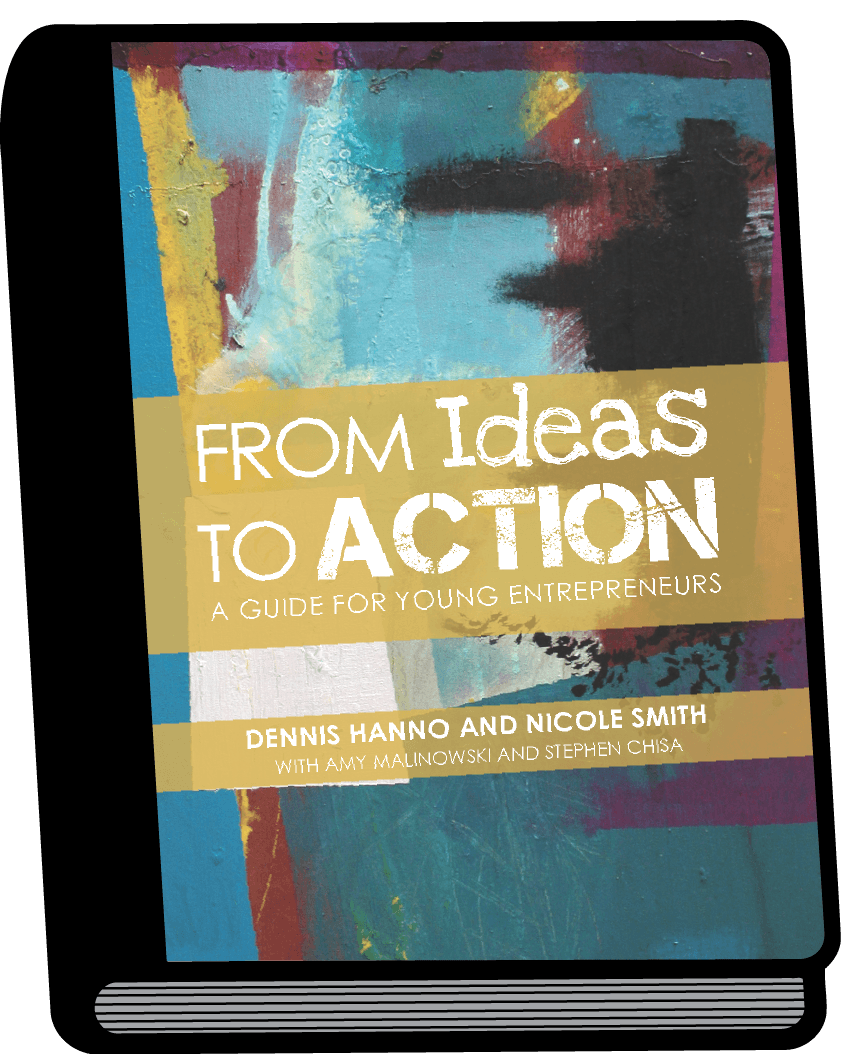 FROM Ideas
TO ACTION
A GUIDE FOR YOUNG ENTREPRENEURS
DENNIS HANNO AND NICOLE SMITH
WITH AMY MALINOWSKI AND STEPHEN CHISA